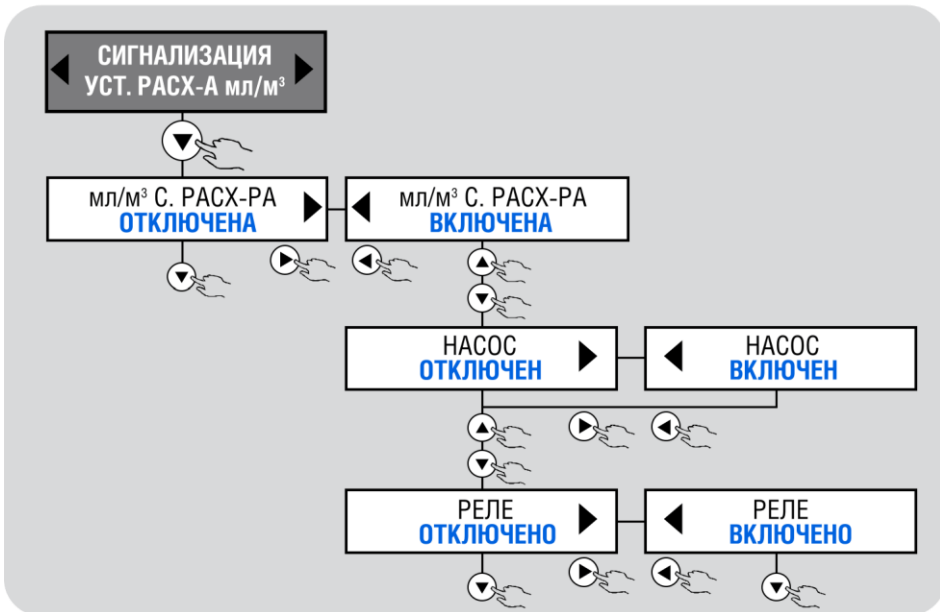 СИГНАЛИЗАЦИЯ
УСТ. РАСХ-А мл/м³
мл/м³ С. РАСХ-РА
ОТКЛЮЧЕНА
мл/м³ С. РАСХ-РА
ВКЛЮЧЕНА
НАСОС
ОТКЛЮЧЕН
НАСОС
ВКЛЮЧЕН
РЕЛЕ
ОТКЛЮЧЕНО
РЕЛЕ
ВКЛЮЧЕНО